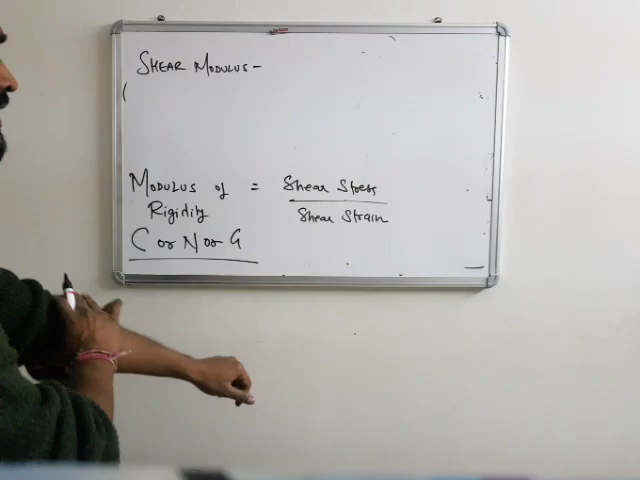 SHEAR MODULUS -
(
MODULUS of = Shear Stress
Rigidity Shear Strain
C or N or G